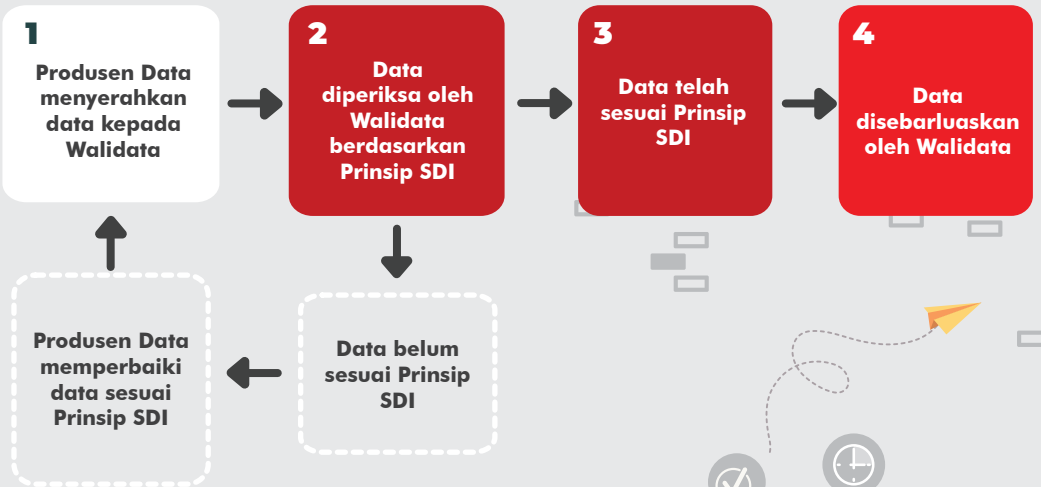 1
Produsen Data
menyerahkan
data kepada
Walidata
2
Data
diperiksa oleh
Walidata
berdasarkan
Prinsip SDI
3
Data telah
sesuai Prinsip
SDI
4
Data
disebarluaskan
oleh Walidata
Data belum
sesuai Prinsip
SDI
Produsen Data
memperbaiki
data sesuai
Prinsip SDI